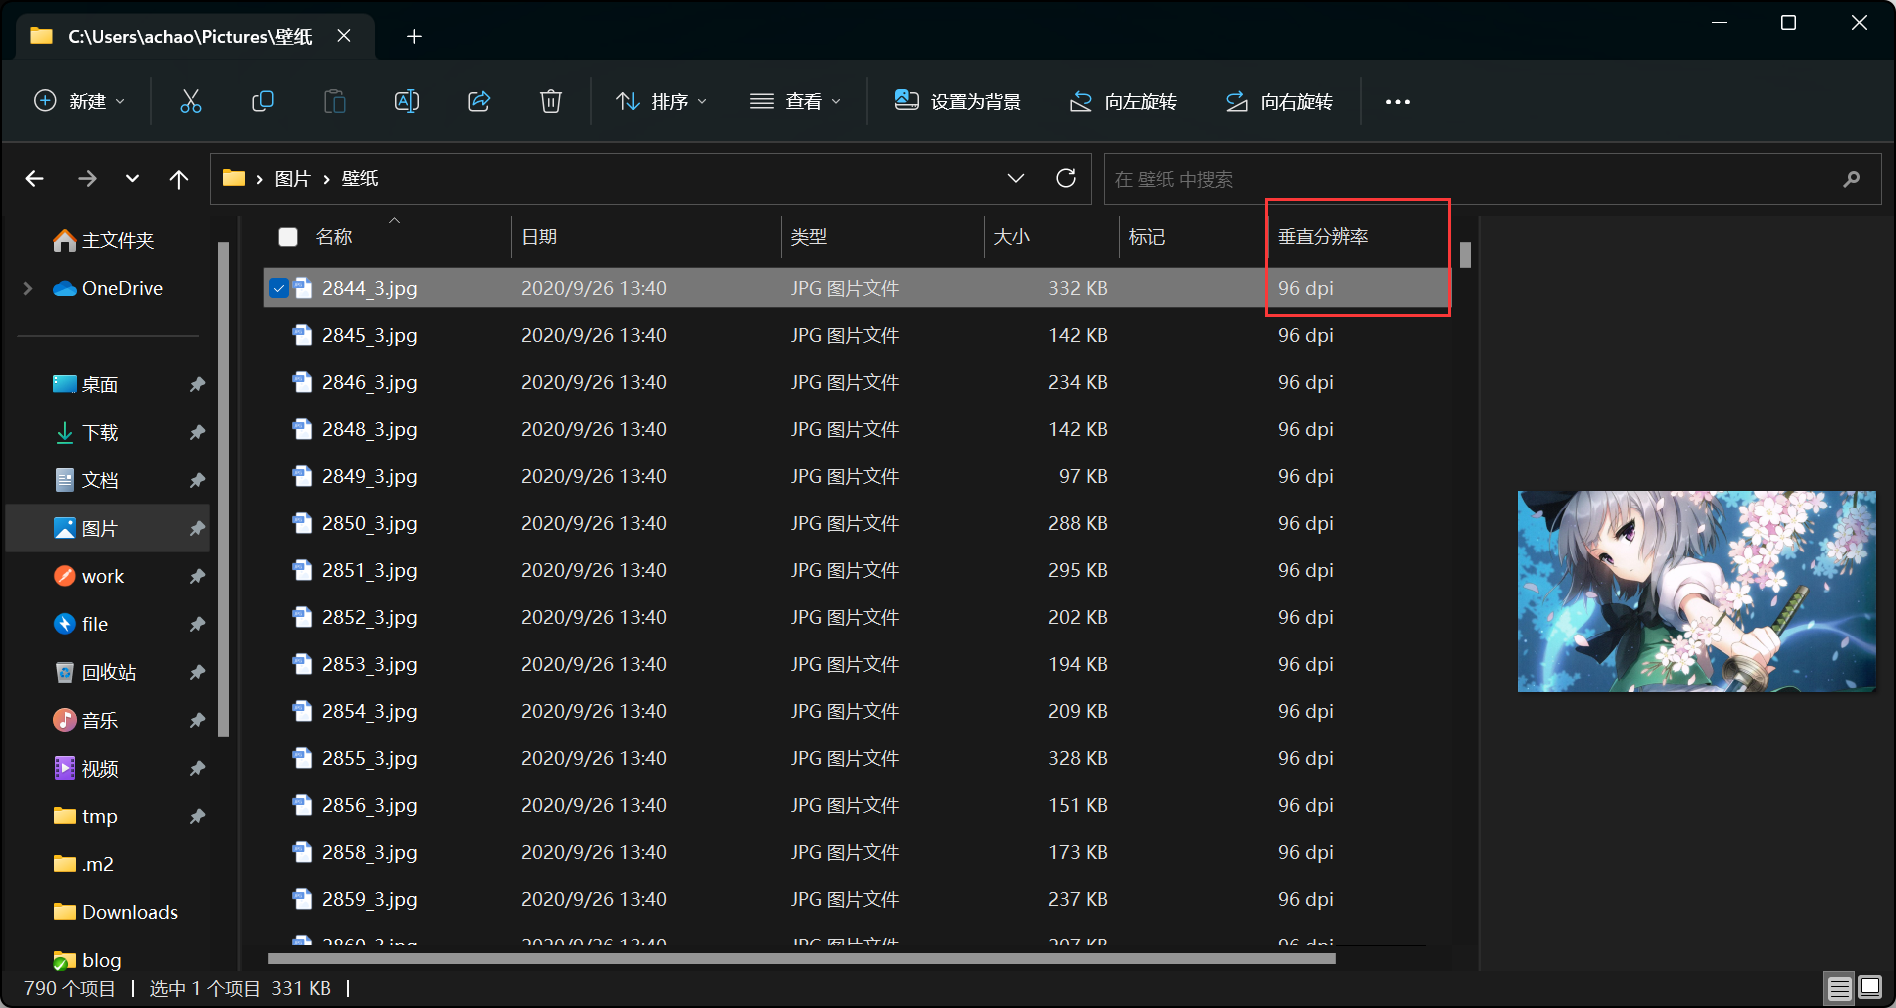 C:\Users\achao\Pictures\壁纸
新建 排序 查看 设置为背景 向左旋转 向右旋转
图片 › 壁纸 在 壁纸 中搜索
主文件夹
OneDrive
桌面
下载
文档
图片
work
file
回收站
音乐
视频
tmp
.m2
Downloads
blog
名称 日期 类型 大小 标记 垂直分辨率
2844_3.jpg 2020/9/26 13:40 JPG 图片文件 332 KB 96 dpi
2845_3.jpg 2020/9/26 13:40 JPG 图片文件 142 KB 96 dpi
2846_3.jpg 2020/9/26 13:40 JPG 图片文件 234 KB 96 dpi
2848_3.jpg 2020/9/26 13:40 JPG 图片文件 142 KB 96 dpi
2849_3.jpg 2020/9/26 13:40 JPG 图片文件 97 KB 96 dpi
2850_3.jpg 2020/9/26 13:40 JPG 图片文件 288 KB 96 dpi
2851_3.jpg 2020/9/26 13:40 JPG 图片文件 295 KB 96 dpi
2852_3.jpg 2020/9/26 13:40 JPG 图片文件 202 KB 96 dpi
2853_3.jpg 2020/9/26 13:40 JPG 图片文件 194 KB 96 dpi
2854_3.jpg 2020/9/26 13:40 JPG 图片文件 209 KB 96 dpi
2855_3.jpg 2020/9/26 13:40 JPG 图片文件 328 KB 96 dpi
2856_3.jpg 2020/9/26 13:40 JPG 图片文件 151 KB 96 dpi
2858_3.jpg 2020/9/26 13:40 JPG 图片文件 173 KB 96 dpi
2859_3.jpg 2020/9/26 13:40 JPG 图片文件 237 KB 96 dpi
790 个项目 选中 1 个项目 331 KB